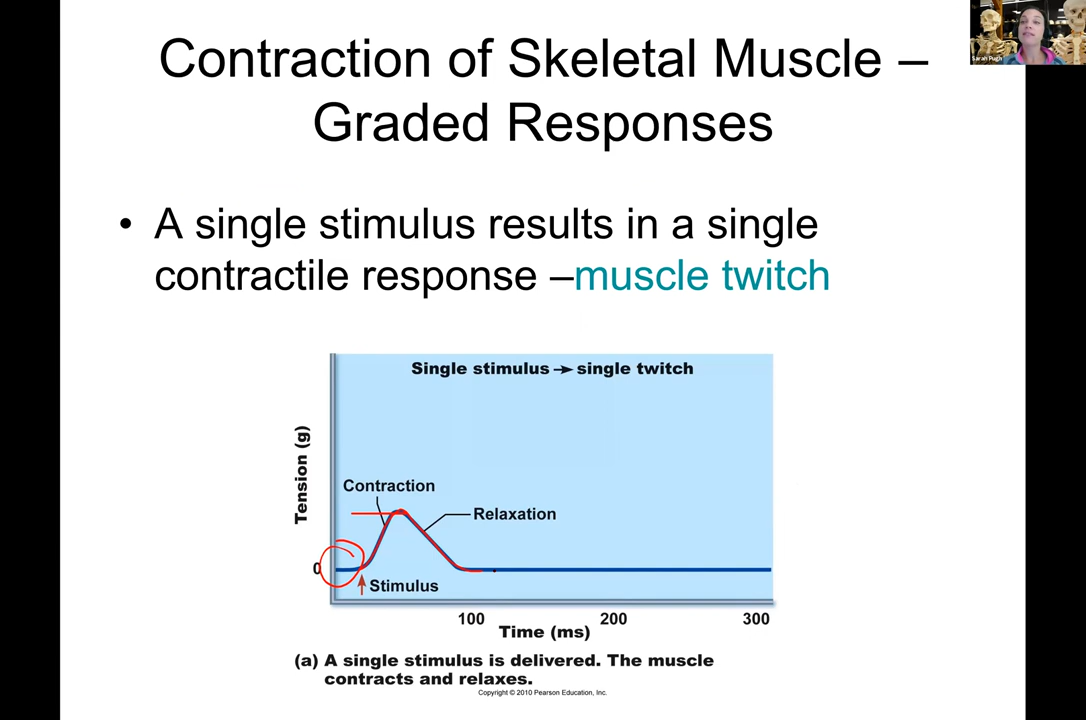 Contraction of Skeletal Muscle –
Graded Responses
Sarah Pugh
• A single stimulus results in a single
contractile response –muscle twitch
Single stimulus → single twitch
Tension (g)
Contraction
Relaxation
0
Stimulus
100
200
300
Time (ms)
(a) A single stimulus is delivered. The muscle
contracts and relaxes.
Copyright © 2010 Pearson Education, Inc.